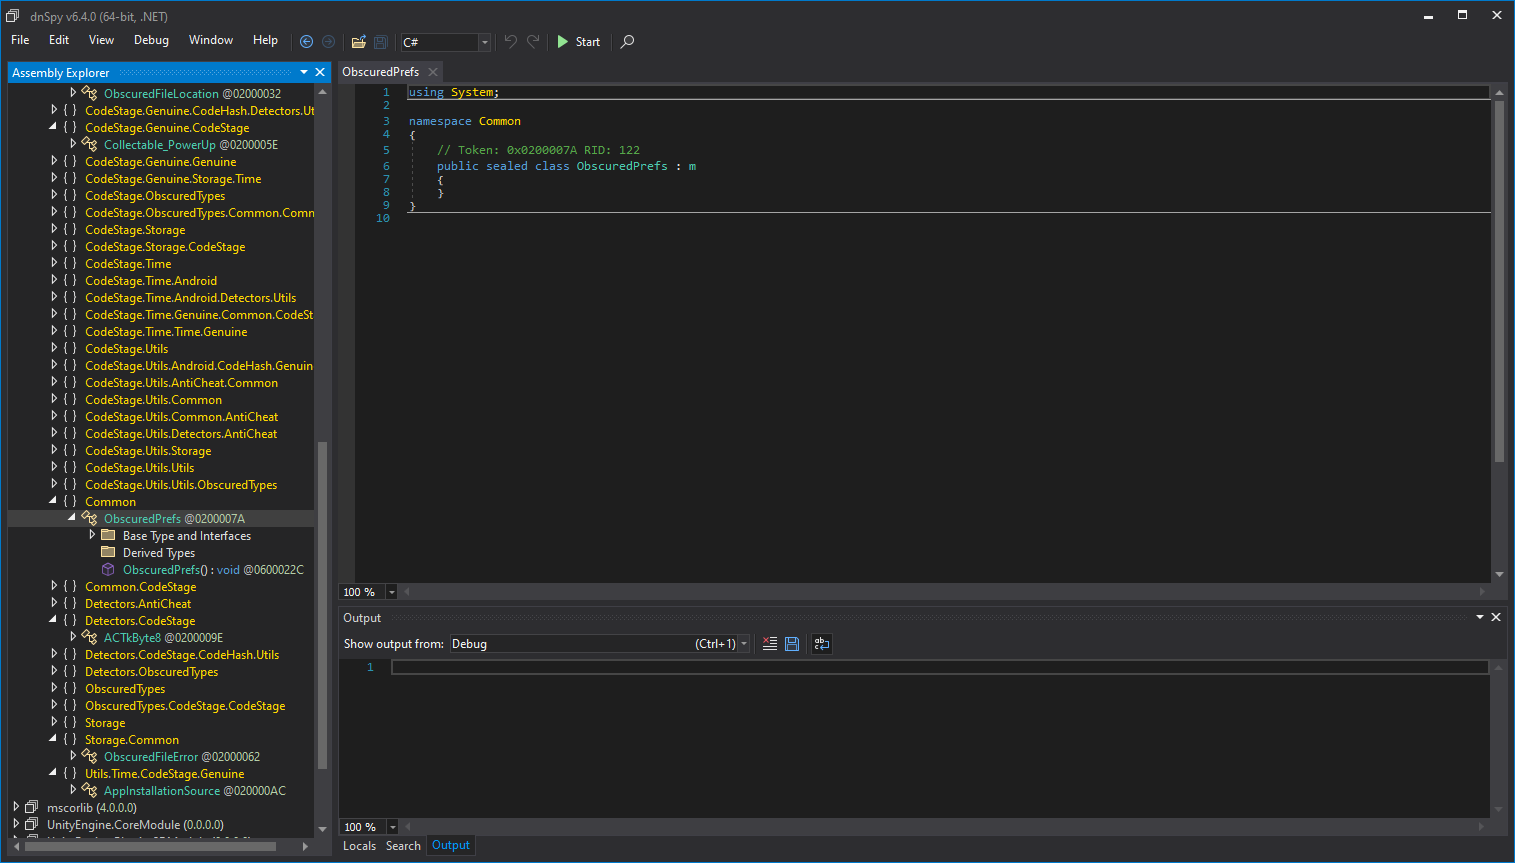 dnSpy v6.4.0 (64-bit, .NET)
File Edit View Debug Window Help C# Start
Assembly Explorer
ObscuredFileLocation @02000032
{ } CodeStage.Genuine.CodeHash.Detectors.Ut
{ } CodeStage.Genuine.CodeStage
Collectable_PowerUp @0200005E
{ } CodeStage.Genuine.Genuine
{ } CodeStage.Genuine.Storage.Time
{ } CodeStage.ObscuredTypes
{ } CodeStage.ObscuredTypes.Common.Comm
{ } CodeStage.Storage
{ } CodeStage.Storage.CodeStage
{ } CodeStage.Time
{ } CodeStage.Time.Android
{ } CodeStage.Time.Android.Detectors.Utils
{ } CodeStage.Time.Genuine.Common.CodeSt
{ } CodeStage.Time.Time.Genuine
{ } CodeStage.Utils
{ } CodeStage.Utils.Android.CodeHash.Genuin
{ } CodeStage.Utils.AntiCheat.Common
{ } CodeStage.Utils.Common
{ } CodeStage.Utils.Common.AntiCheat
{ } CodeStage.Utils.Detectors.AntiCheat
{ } CodeStage.Utils.Storage
{ } CodeStage.Utils.Utils
{ } CodeStage.Utils.Utils.ObscuredTypes
{ } Common
ObscuredPrefs @0200007A
Base Type and Interfaces
Derived Types
ObscuredPrefs() : void @0600022C
{ } Common.CodeStage
{ } Detectors.AntiCheat
{ } Detectors.CodeStage
ACTkByte8 @0200009E
{ } Detectors.CodeStage.CodeHash.Utils
{ } Detectors.ObscuredTypes
{ } ObscuredTypes
{ } ObscuredTypes.CodeStage.CodeStage
{ } Storage
{ } Storage.Common
ObscuredFileError @02000062
{ } Utils.Time.CodeStage.Genuine
AppInstallationSource @020000AC
mscorlib (4.0.0.0)
UnityEngine.CoreModule (0.0.0.0)
ObscuredPrefs
1 using System;
2
3 namespace Common
4 {
5 // Token: 0x0200007A RID: 122
6 public sealed class ObscuredPrefs : m
7 {
8 }
9 }
10
100 %
Output
Show output from: Debug (Ctrl+1)
1
100 %
Locals Search Output